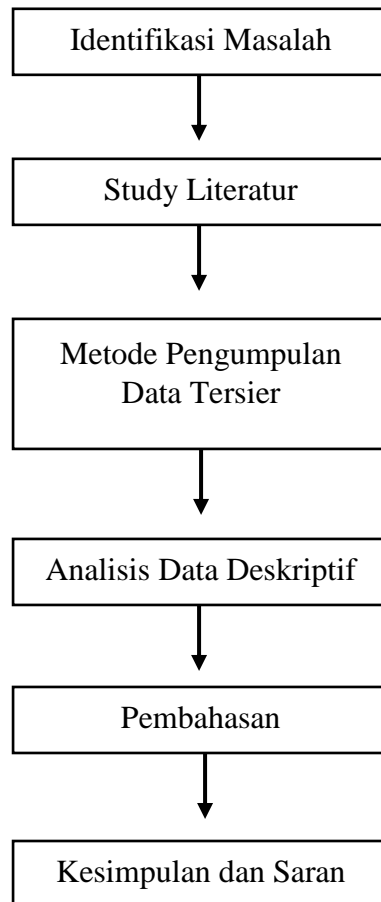 Identifikasi Masalah
Study Literatur
Metode Pengumpulan
Data Tersier
Analisis Data Deskriptif
Pembahasan
Kesimpulan dan Saran